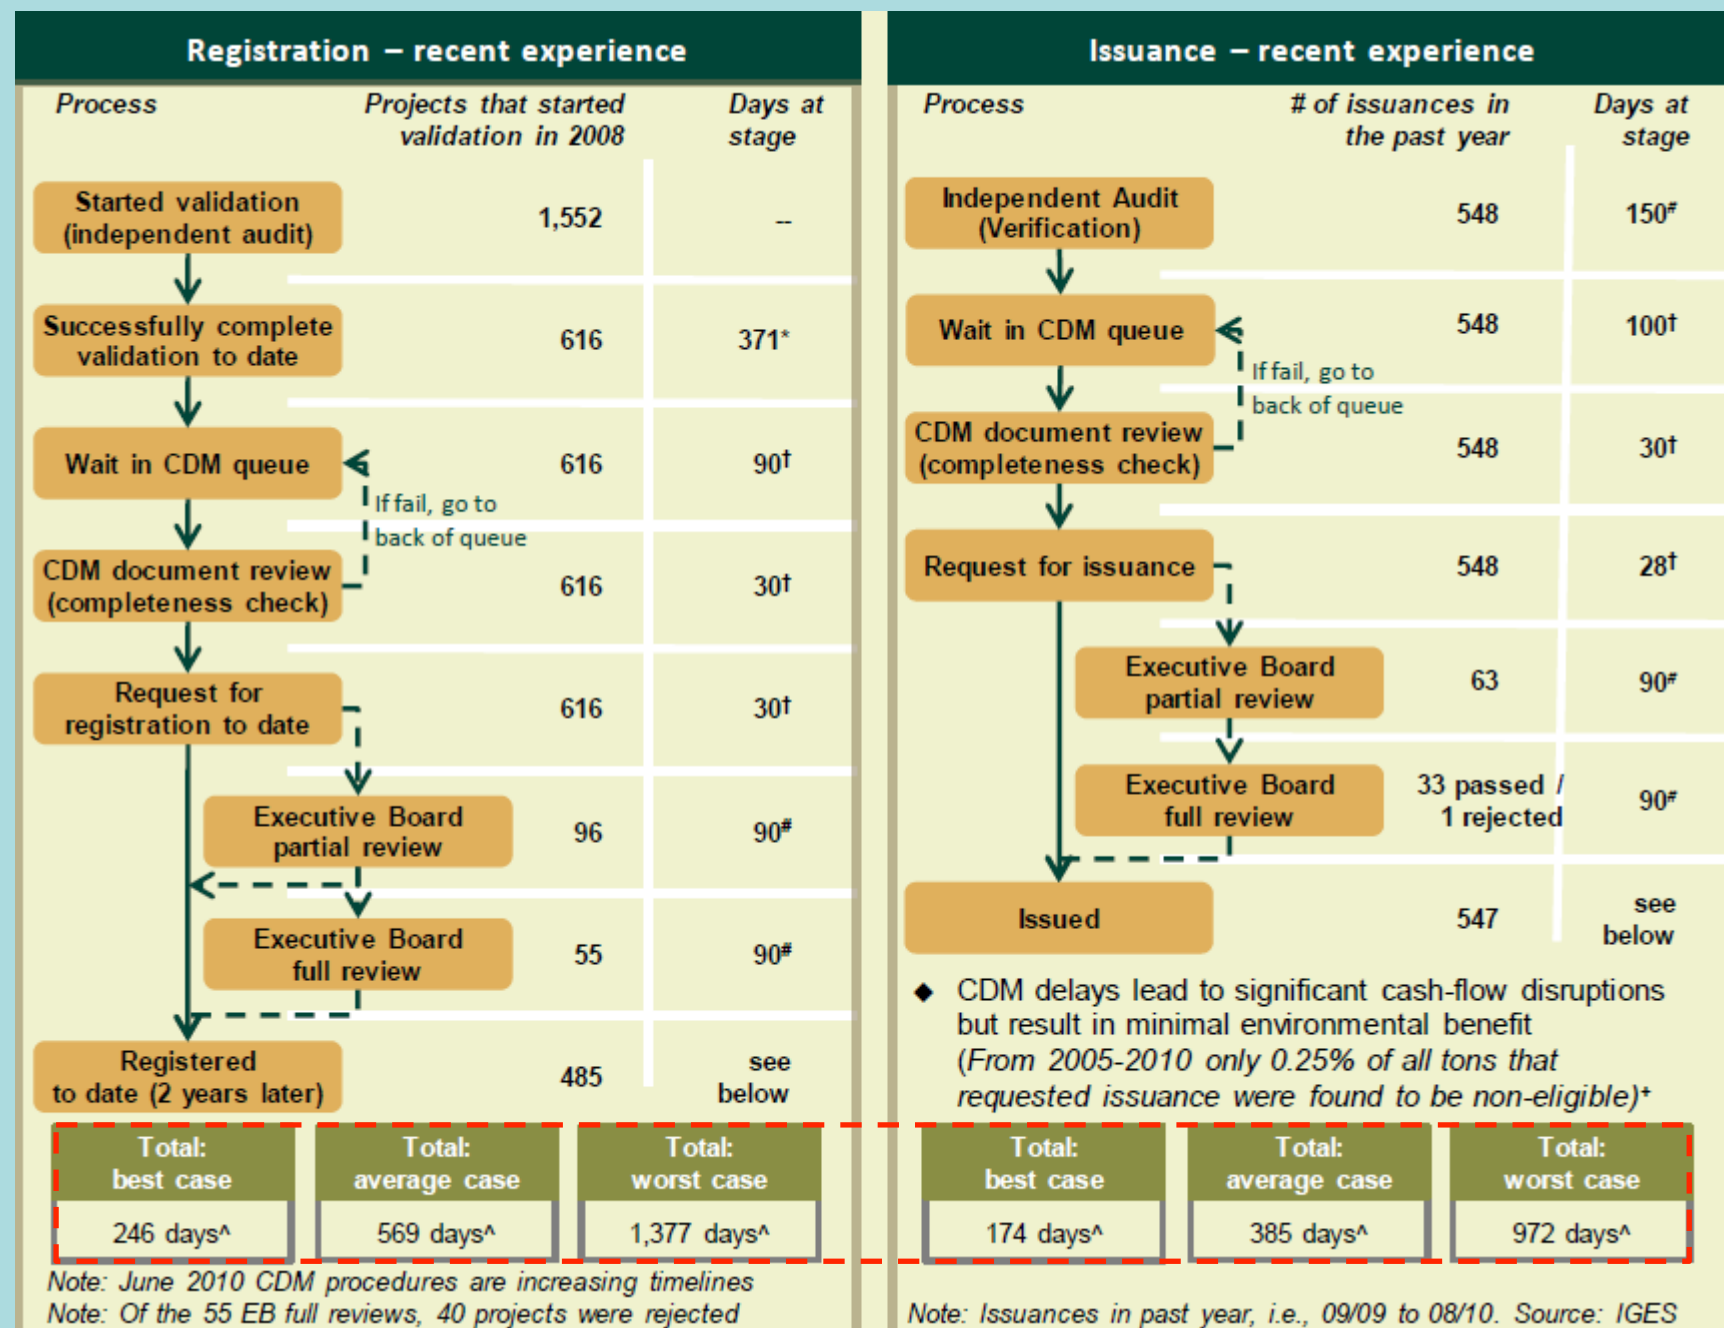 Registration – recent experience
Process
Projects that started
validation in 2008
Days at
stage
Started validation
(independent audit)
1,552
--
Successfully complete
validation to date
616
371*
Wait in CDM queue
616
90†
If fail, go to
back of queue
CDM document review
(completeness check)
616
30†
Request for
registration to date
616
30†
Executive Board
partial review
96
90#
Executive Board
full review
55
90#
Registered
to date (2 years later)
485
see
below
Total:
best case
246 days^
Total:
average case
569 days^
Total:
worst case
1,377 days^
Note: June 2010 CDM procedures are increasing timelines
Note: Of the 55 EB full reviews, 40 projects were rejected
Issuance – recent experience
Process
# of issuances in
the past year
Days at
stage
Independent Audit
(Verification)
548
150#
Wait in CDM queue
548
100†
If fail, go to
back of queue
CDM document review
(completeness check)
548
30†
Request for issuance
548
28†
Executive Board
partial review
63
90#
Executive Board
full review
33 passed /
1 rejected
90#
Issued
547
see
below
◆ CDM delays lead to significant cash-flow disruptions
but result in minimal environmental benefit
(From 2005-2010 only 0.25% of all tons that
requested issuance were found to be non-eligible)+
Total:
best case
174 days^
Total:
average case
385 days^
Total:
worst case
972 days^
Note: Issuances in past year, i.e., 09/09 to 08/10. Source: IGES